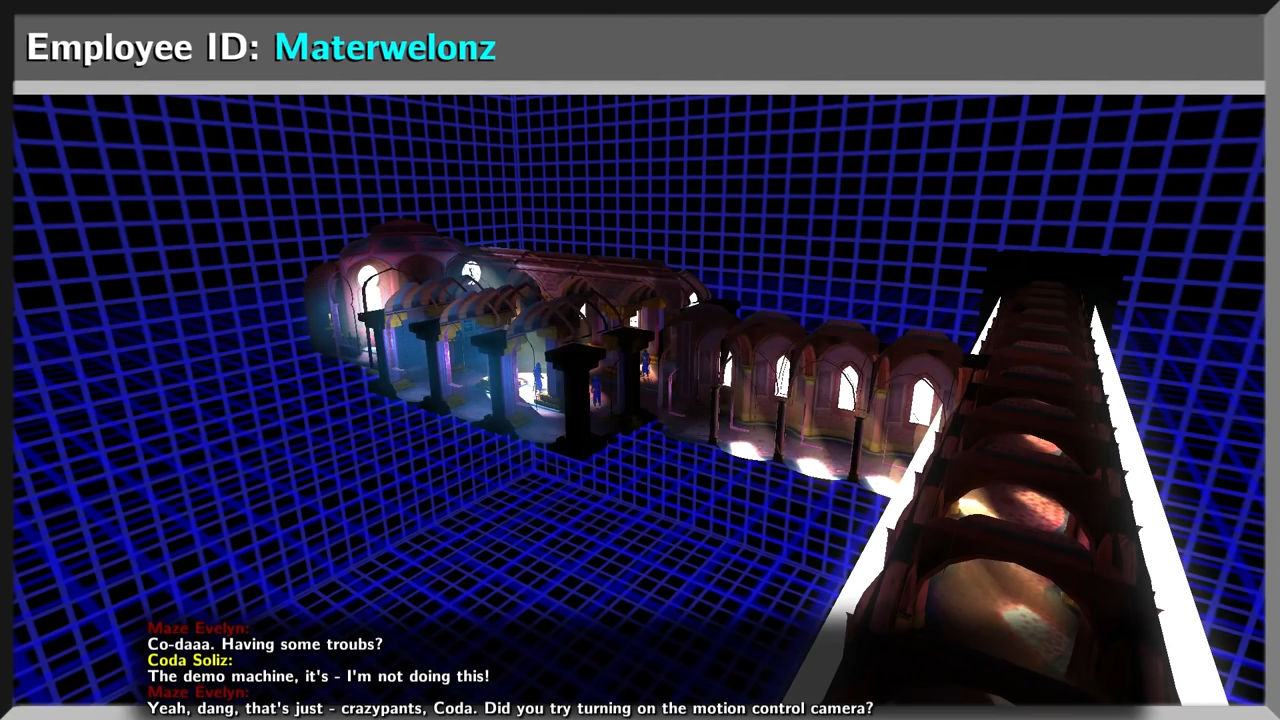 Employee ID: Materwelonz
Maze Evelyn:
Co-daaa. Having some troubs?
Coda Soliz:
The demo machine, it's - I'm not doing this!
Maze Evelyn:
Yeah, dang, that's just - crazypants, Coda. Did you try turning on the motion control camera?